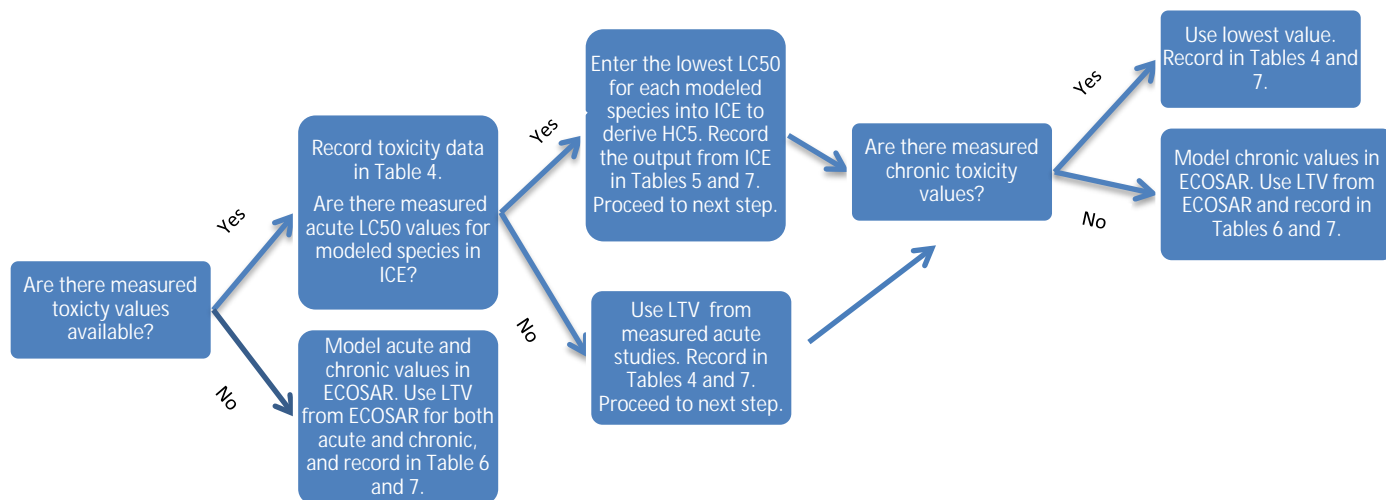 Are there measured
toxicty values
available?
Yes
No
Record toxicity data
in Table 4.
Are there measured
acute LC50 values for
modeled species in
ICE?
Model acute and
chronic values in
ECOSAR. Use LTV
from ECOSAR for both
acute and chronic,
and record in Table 6
and 7.
Yes
No
Enter the lowest LC50
for each modeled
species into ICE to
derive HC5. Record
the output from ICE
in Tables 5 and 7.
Proceed to next step.
Use LTV from
measured acute
studies. Record in
Tables 4 and 7.
Proceed to next step.
Are there measured
chronic toxicity
values?
Yes
No
Use lowest value.
Record in Tables 4 and
7.
Model chronic values in
ECOSAR. Use LTV from
ECOSAR and record in
Tables 6 and 7.